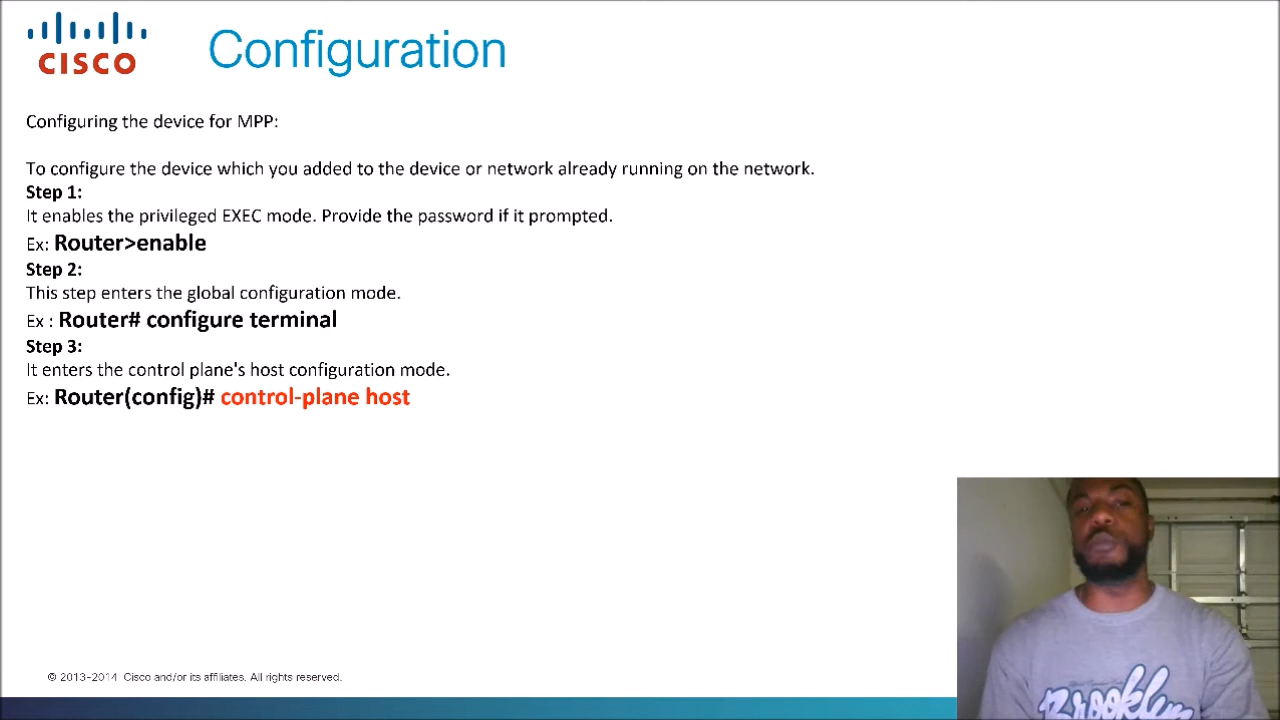 CISCO
Configuration
Configuring the device for MPP:
To configure the device which you added to the device or network already running on the network.
Step 1:
It enables the privileged EXEC mode. Provide the password if it prompted.
Ex: Router>enable
Step 2:
This step enters the global configuration mode.
Ex : Router# configure terminal
Step 3:
It enters the control plane's host configuration mode.
Ex: Router(config)# control-plane host
© 2013-2014 Cisco and/or its affiliates. All rights reserved.
Brooklyn